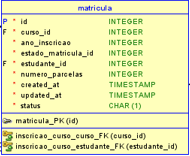 matricula
P * id INTEGER
F * curso_id INTEGER
* ano_inscricao INTEGER
* estado_matricula_id INTEGER
F * estudante_id INTEGER
* numero_parcelas INTEGER
* created_at TIMESTAMP
* updated_at TIMESTAMP
* status CHAR (1)
matricula_PK (id)
inscricao_curso_curso_FK (curso_id)
inscricao_curso_estudante_FK (estudante_id)